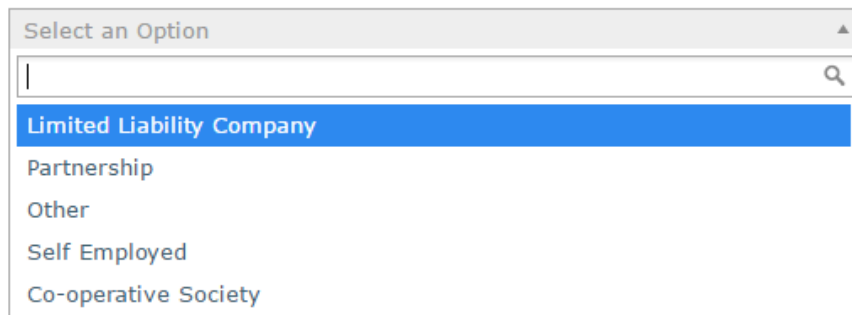 Select an Option
Limited Liability Company
Partnership
Other
Self Employed
Co-operative Society